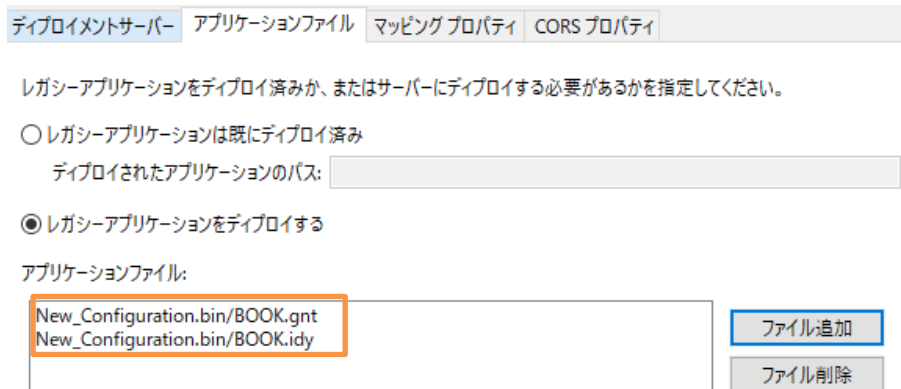 ディプロイメントサーバー アプリケーションファイル マッピング プロパティ CORS プロパティ
レガシーアプリケーションをディプロイ済みか、またはサーバーにディプロイする必要があるかを指定してください。
レガシーアプリケーションは既にディプロイ済み
ディプロイされたアプリケーションのパス:
レガシーアプリケーションをディプロイする
アプリケーションファイル:
New_Configuration.bin/BOOK.gnt
New_Configuration.bin/BOOK.idy
ファイル追加
ファイル削除